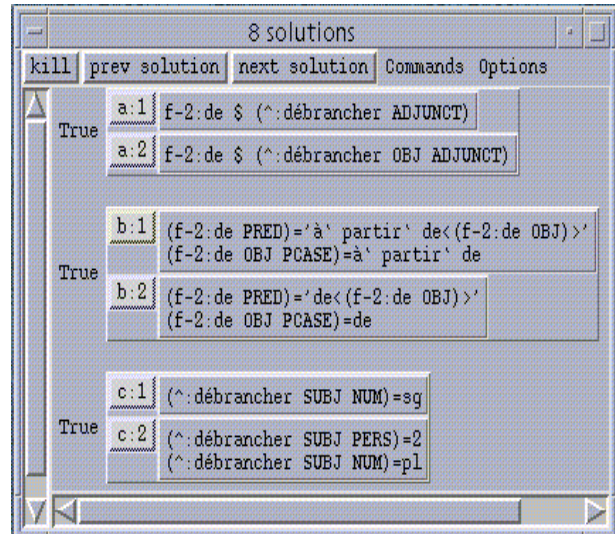 8 solutions
kill prev solution next solution Commands Options
True
a:1 f-2:de $ (^:débrancher ADJUNCT)
a:2 f-2:de $ (^:débrancher OBJ ADJUNCT)
True
b:1 (f-2:de PRED)='à` partir` de<(f-2:de OBJ)>'
(f-2:de OBJ PCASE)=à` partir` de
b:2 (f-2:de PRED)='de<(f-2:de OBJ)>'
(f-2:de OBJ PCASE)=de
True
c:1 (^:débrancher SUBJ NUM)=sg
c:2 (^:débrancher SUBJ PERS)=2
(^:débrancher SUBJ NUM)=pl